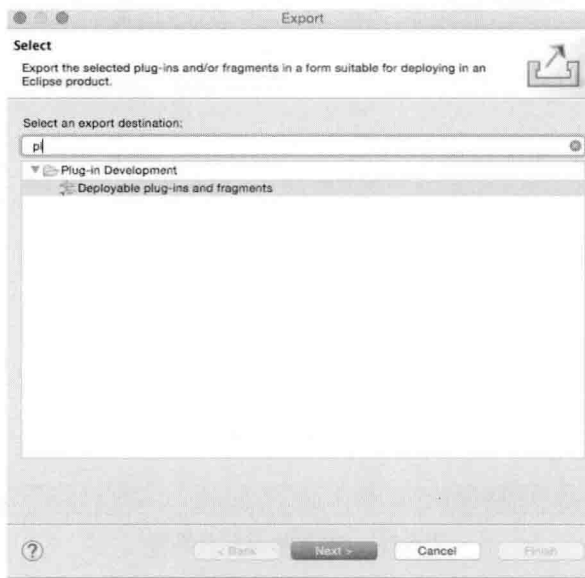 Export
Select
Export the selected plug-ins and/or fragments in a form suitable for deploying in an
Eclipse product.
Select an export destination:
pl
Plug-in Development
Deployable plug-ins and fragments
?
< Back
Next >
Cancel
Finish